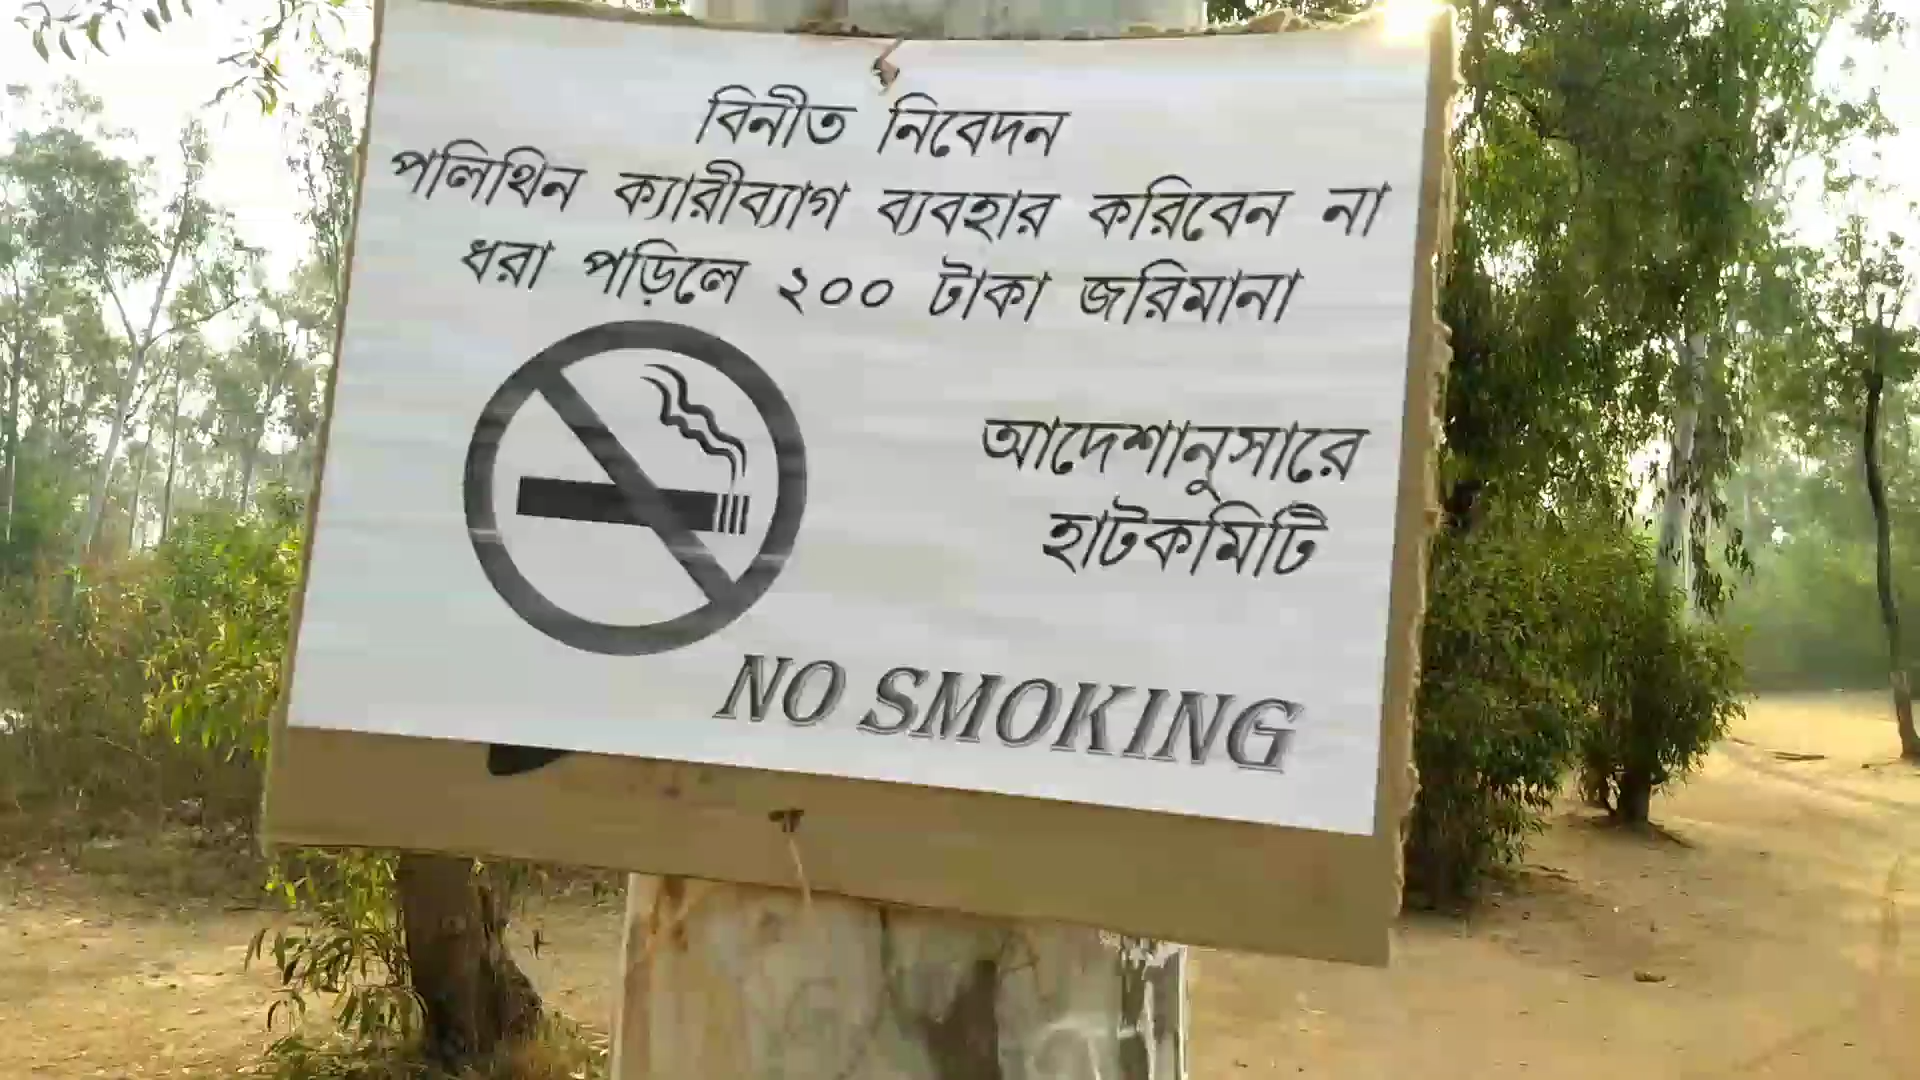 বিনীত নিবেদন
পলিথিন ক্যারীব্যাগ ব্যবহার করিবেন না
ধরা পড়িলে ২০০ টাকা জরিমানা
আদেশানুসারে
হাটকমিটি
NO SMOKING